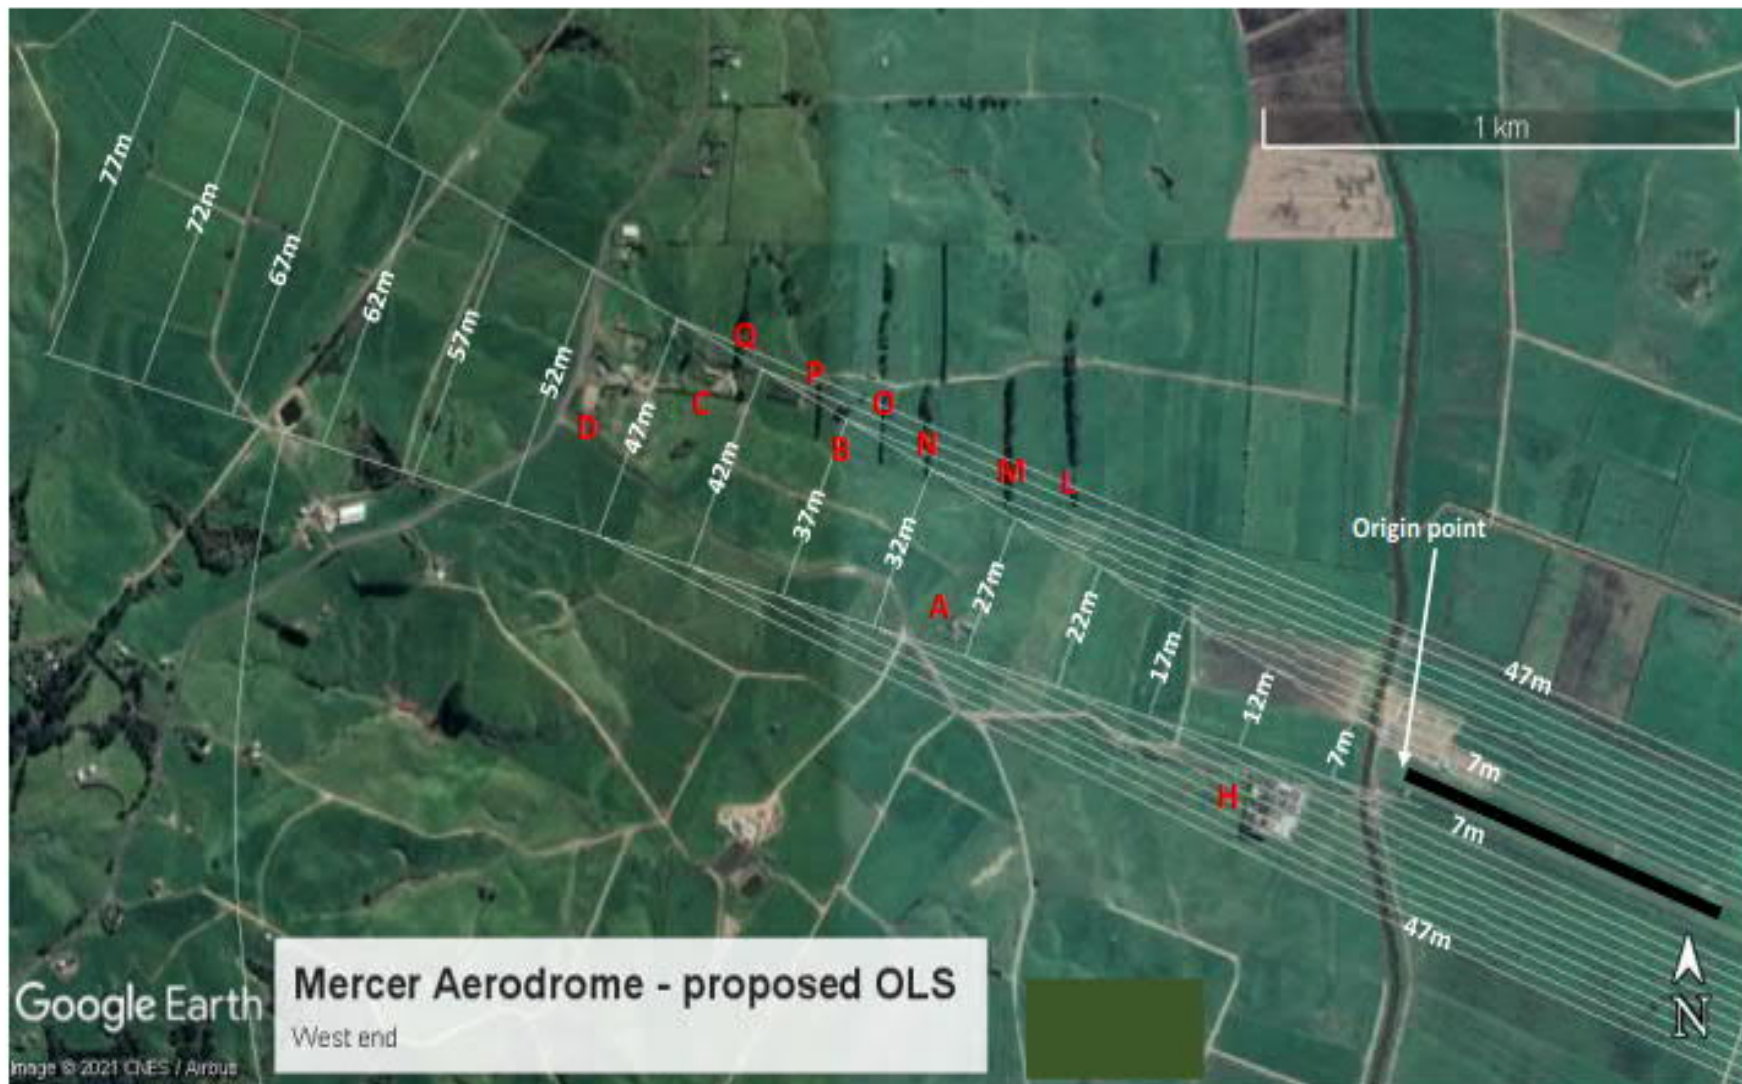 1 km
77m
72m
67m
62m
57m
52m
47m
42m
37m
32m
27m
22m
17m
12m
7m
Q
P
O
N
M
L
D
C
B
A
H
Origin point
47m
7m
7m
47m
Mercer Aerodrome - proposed OLS
West end
Google Earth
Image © 2021 CNES / Airbus
N